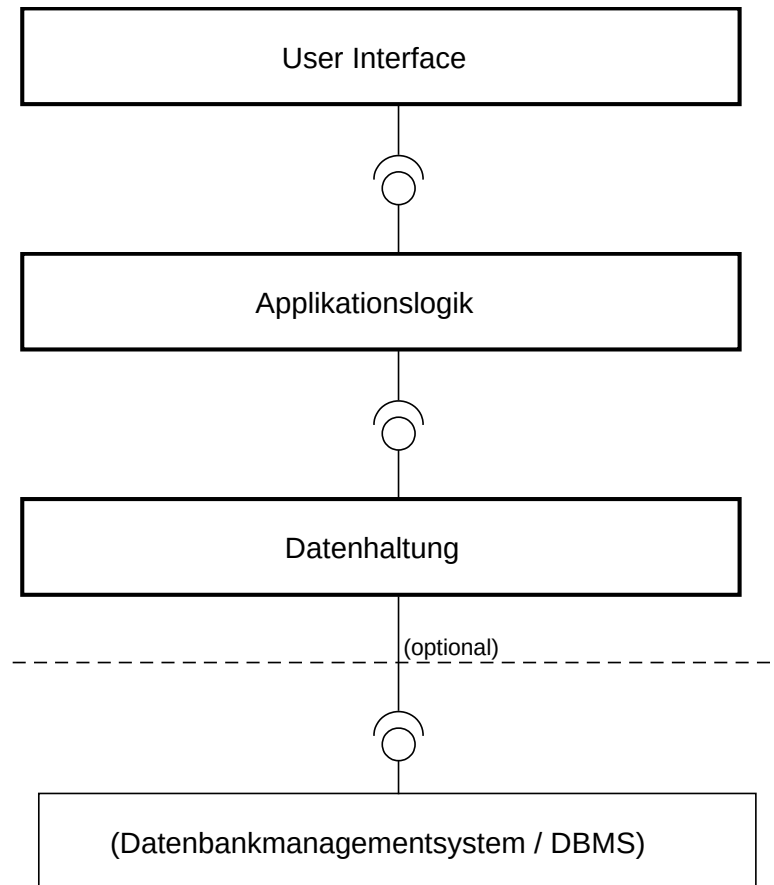 User Interface
Applikationslogik
Datenhaltung
(optional)
(Datenbankmanagementsystem / DBMS)